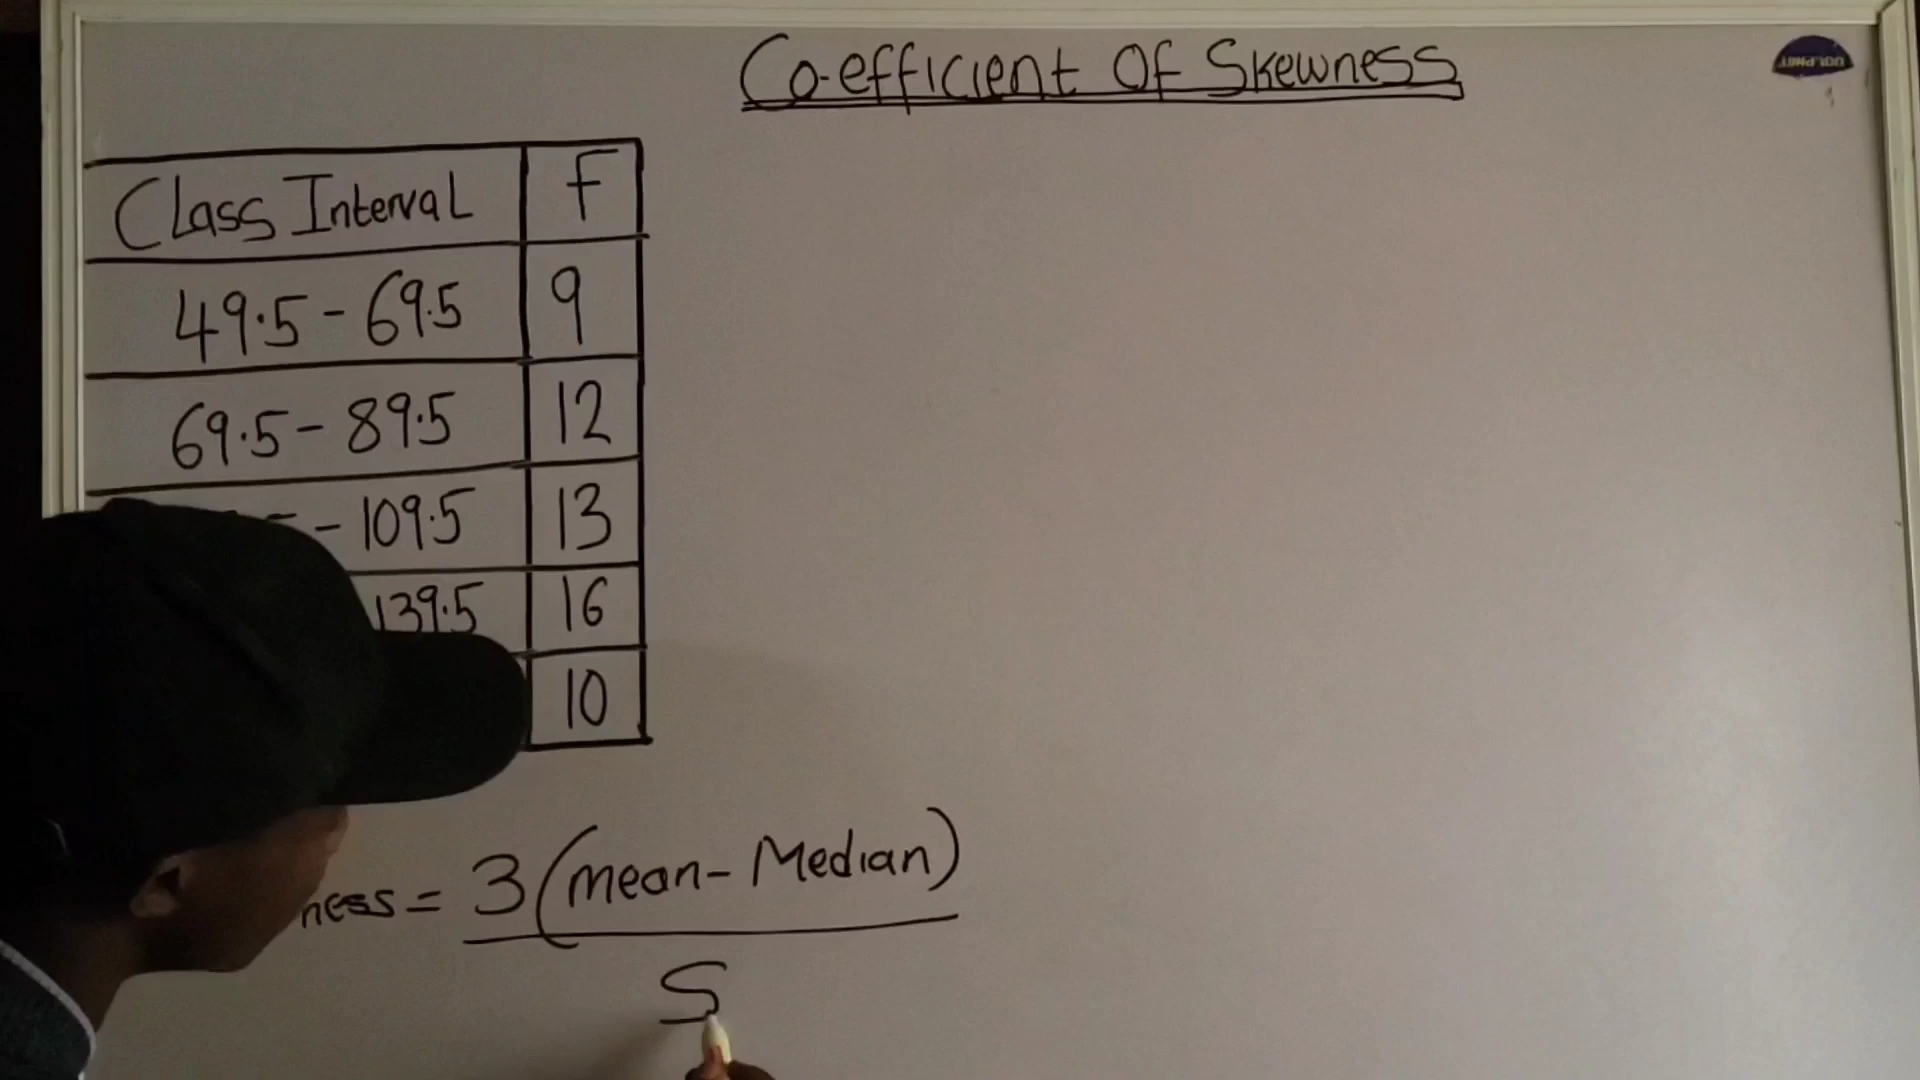 Co-efficient Of Skewness
Class Interval F
49.5 - 69.5 9
69.5 - 89.5 12
- 109.5 13
139.5 16
10
ness = 3(mean - Median)
S